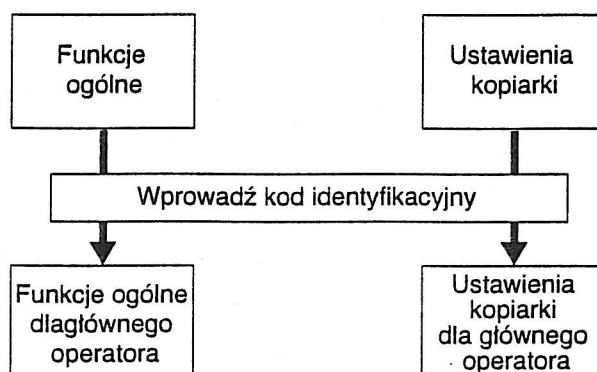 Funkcje
ogólne
Ustawienia
kopiarki
Wprowadź kod identyfikacyjny
Funkcje ogólne
dlagłównego
operatora
Ustawienia
kopiarki
dla głównego
operatora